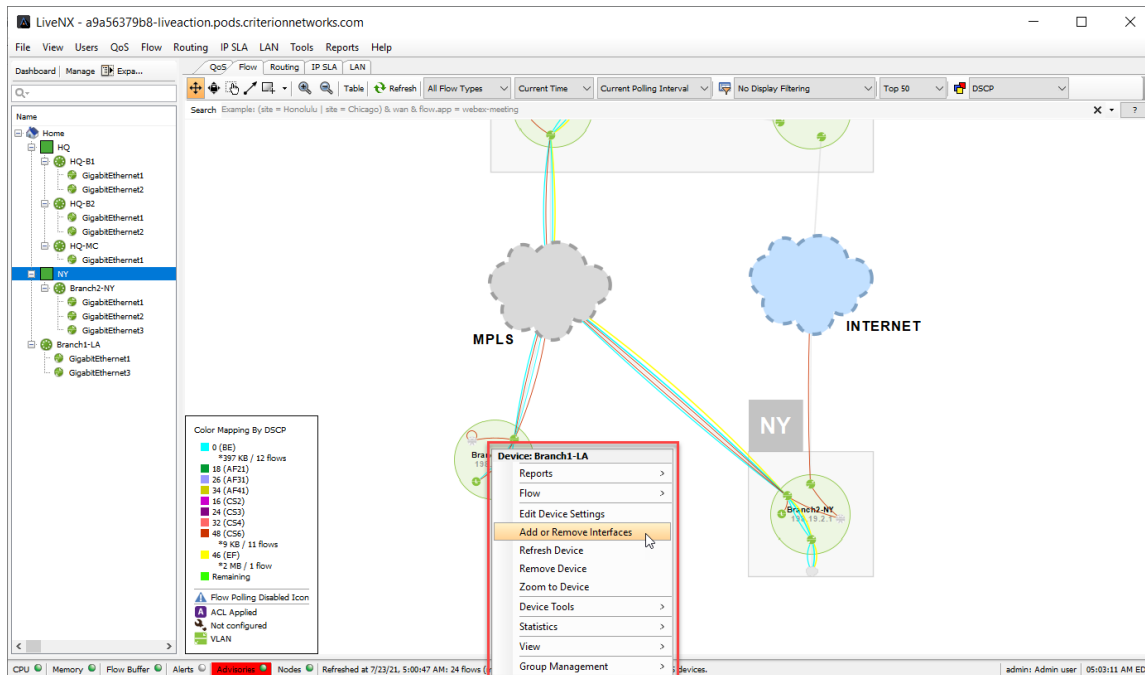 LiveNX - a9a56379b8-liveaction.pods.criterionnetworks.com
File View Users QoS Flow Routing IP SLA LAN Tools Reports Help
Dashboard Manage Expa...
QoS Flow Routing IP SLA LAN
Table Refresh All Flow Types Current Time Current Polling Interval No Display Filtering Top 50 DSCP
Search Example: (site = Honolulu | site = Chicago) & wan & flow.app = webex-meeting
?
Name
Home
HQ
HQ-B1
GigabitEthernet1
GigabitEthernet2
HQ-B2
GigabitEthernet1
GigabitEthernet2
HQ-MC
GigabitEthernet1
NY
Branch2-NY
GigabitEthernet1
GigabitEthernet2
GigabitEthernet3
Branch1-LA
GigabitEthernet1
GigabitEthernet3
MPLS
INTERNET
NY
Branch2-NY
Color Mapping By DSCP
0 (BE)
*397 KB / 12 flows
18 (AF21)
26 (AF31)
34 (AF41)
16 (CS2)
24 (CS3)
32 (CS4)
48 (CS6)
*9 KB / 11 flows
46 (EF)
*2 MB / 1 flow
Remaining
Flow Polling Disabled Icon
A ACL Applied
Not configured
VLAN
Device: Branch1-LA
Reports
Flow
Edit Device Settings
Add or Remove Interfaces
Refresh Device
Remove Device
Zoom to Device
Device Tools
Statistics
View
Group Management
CPU Memory Flow Buffer Alerts Advisories Nodes Refreshed at 7/23/21, 5:00:47 AM: 24 flows devices. admin: Admin user 05:03:11 AM ED